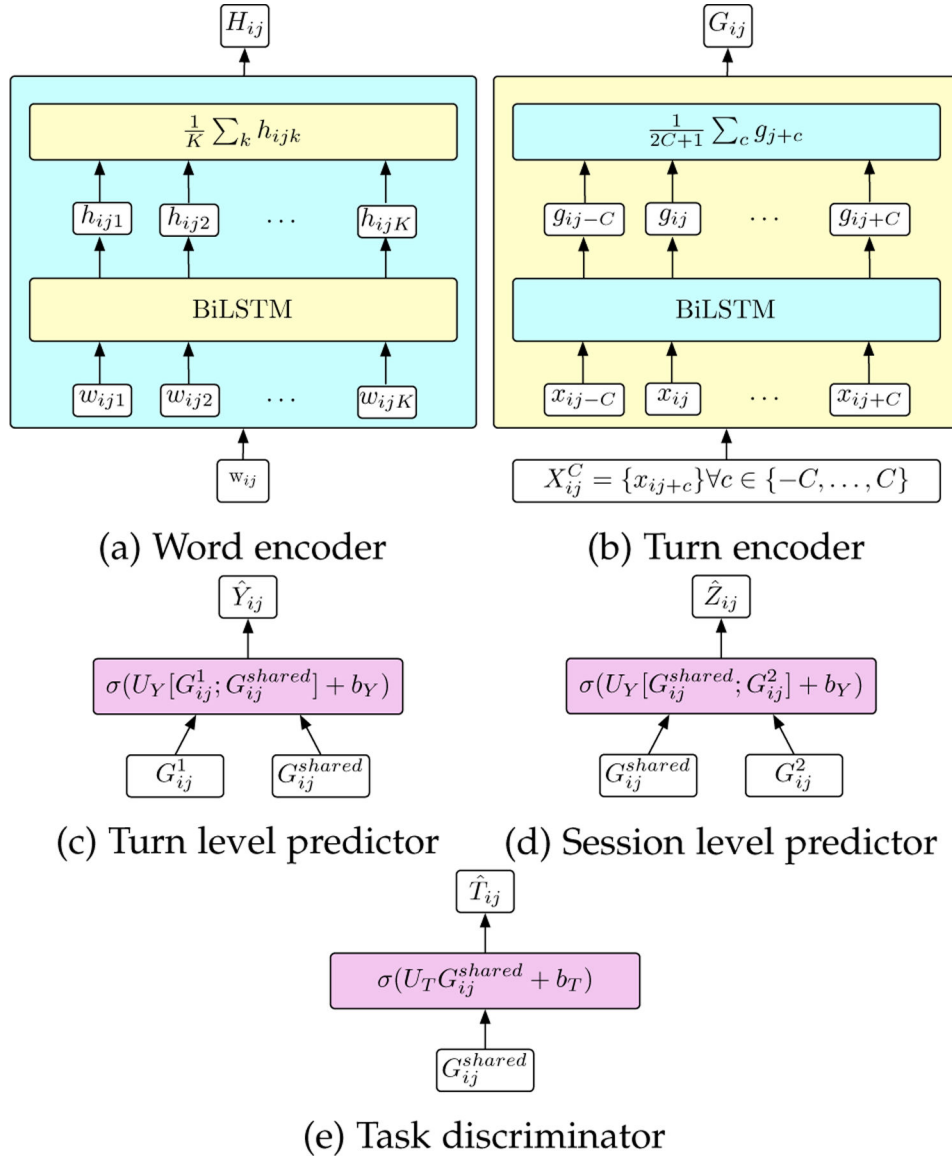 H_{ij}
\frac{1}{K} \sum_k h_{ijk}
h_{ij1} h_{ij2} ... h_{ijK}
BiLSTM
w_{ij1} w_{ij2} ... w_{ijK}
w_{ij}
(a) Word encoder
G_{ij}
\frac{1}{2C+1} \sum_c g_{j+c}
g_{ij-C} g_{ij} ... g_{ij+C}
BiLSTM
x_{ij-C} x_{ij} ... x_{ij+C}
X_{ij}^C = \{x_{ij+c}\} ∀c ∈ \{-C, ..., C\}
(b) Turn encoder
\hat{Y}_{ij}
σ(U_Y[G_{ij}^1; G_{ij}^{shared}] + b_Y)
G_{ij}^1 G_{ij}^{shared}
(c) Turn level predictor
\hat{Z}_{ij}
σ(U_Y[G_{ij}^{shared}; G_{ij}^2] + b_Y)
G_{ij}^{shared} G_{ij}^2
(d) Session level predictor
\hat{T}_{ij}
σ(U_T G_{ij}^{shared} + b_T)
G_{ij}^{shared}
(e) Task discriminator